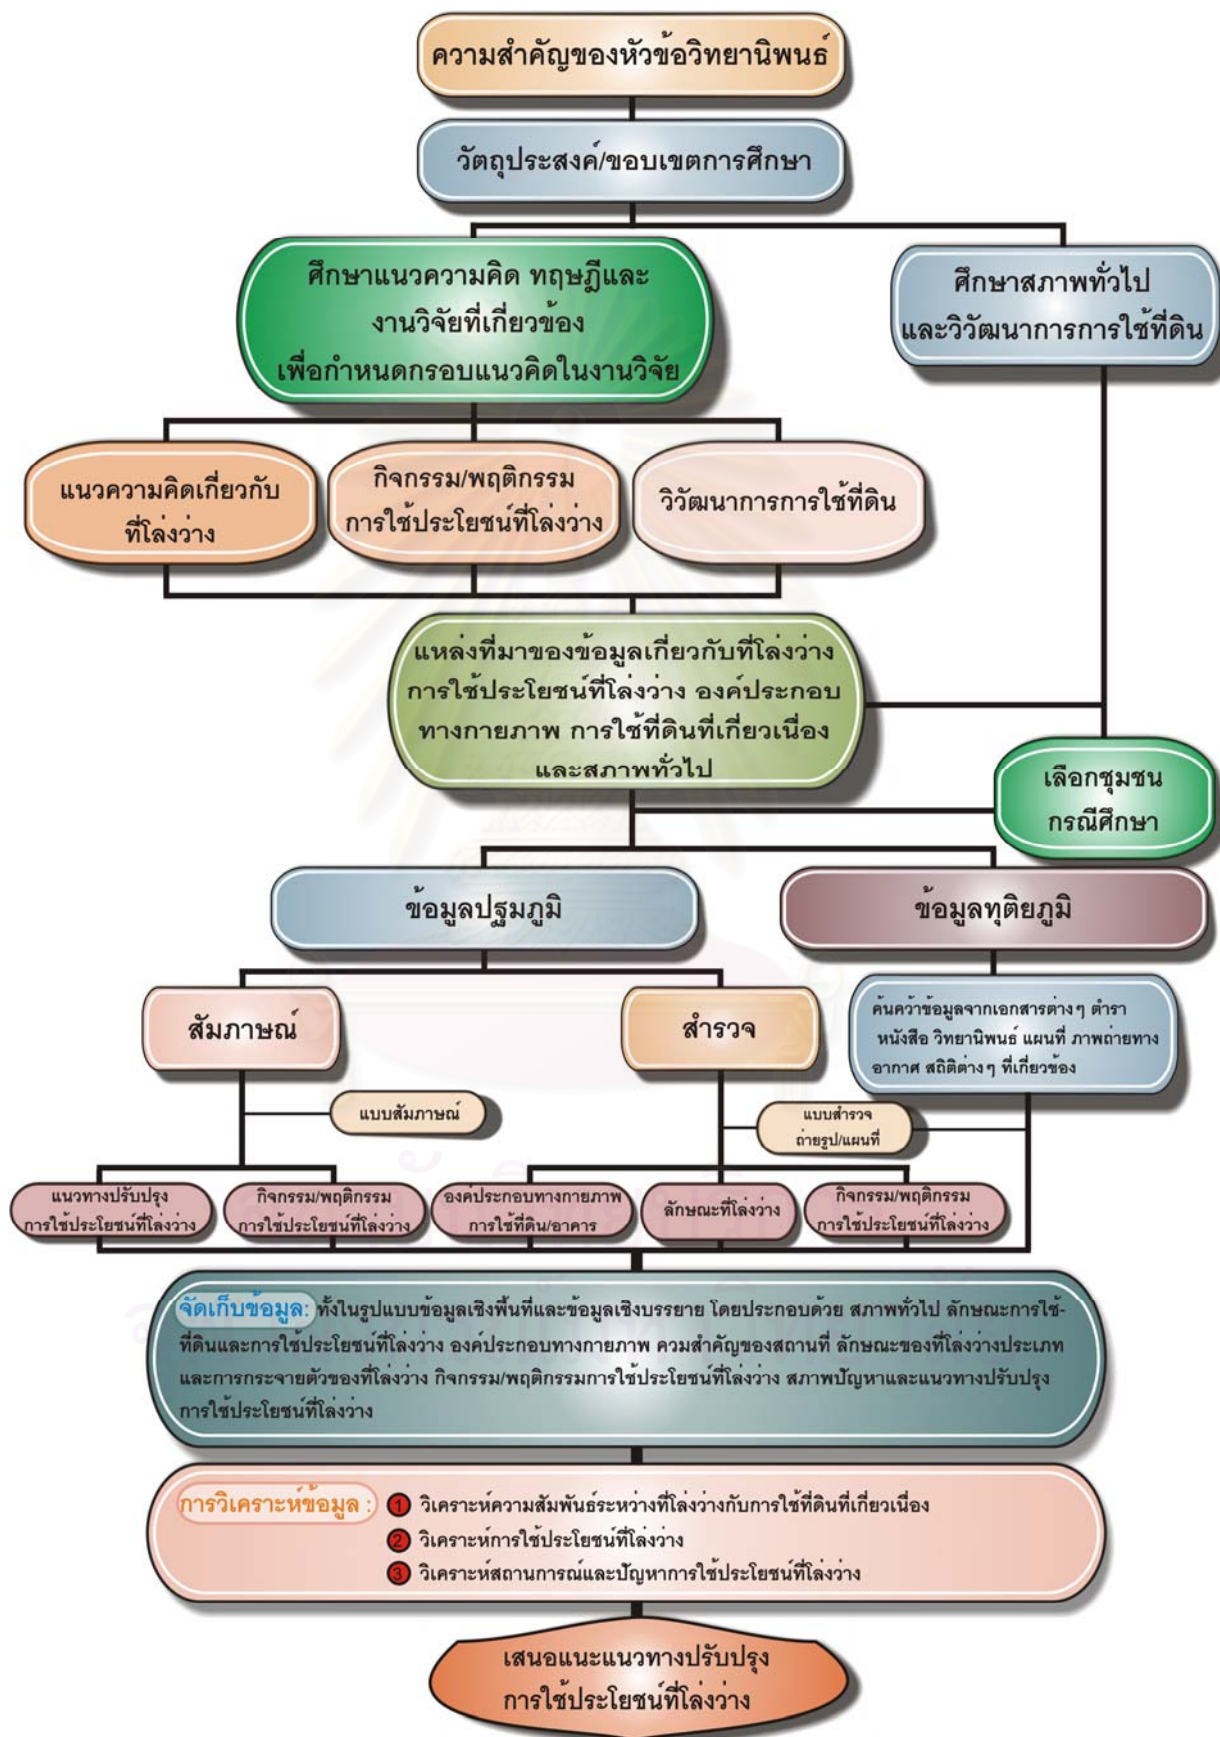 ความสำคัญของหัวข้อวิทยานิพนธ์
วัตถุประสงค์/ขอบเขตการศึกษา
ศึกษาแนวความคิด ทฤษฎีและ
งานวิจัยที่เกี่ยวข้อง
เพื่อกำหนดกรอบแนวคิดในงานวิจัย
ศึกษาสภาพทั่วไป
และวิวัฒนาการการใช้ที่ดิน
แนวความคิดเกี่ยวกับ
ที่โล่งว่าง
กิจกรรม/พฤติกรรม
การใช้ประโยชน์ที่โล่งว่าง
วิวัฒนาการการใช้ที่ดิน
แหล่งที่มาของข้อมูลเกี่ยวกับที่โล่งว่าง
การใช้ประโยชน์ที่โล่งว่าง องค์ประกอบ
ทางกายภาพ การใช้ที่ดินที่เกี่ยวเนื่อง
และสภาพทั่วไป
เลือกชุมชน
กรณีศึกษา
ข้อมูลปฐมภูมิ
ข้อมูลทุติยภูมิ
สัมภาษณ์
สำรวจ
ค้นคว้าข้อมูลจากเอกสารต่างๆ ตำรา
หนังสือ วิทยานิพนธ์ แผนที่ ภาพถ่ายทาง
อากาศ สถิติต่างๆ ที่เกี่ยวข้อง
แบบสัมภาษณ์
แบบสำรวจ
ถ่ายรูป/แผนที่
แนวทางปรับปรุง
การใช้ประโยชน์ที่โล่งว่าง
กิจกรรม/พฤติกรรม
การใช้ประโยชน์ที่โล่งว่าง
องค์ประกอบทางกายภาพ
การใช้ที่ดิน/อาคาร
ลักษณะที่โล่งว่าง
กิจกรรม/พฤติกรรม
การใช้ประโยชน์ที่โล่งว่าง
จัดเก็บข้อมูล: ทั้งในรูปแบบข้อมูลเชิงพื้นที่และข้อมูลเชิงบรรยาย โดยประกอบด้วย สภาพทั่วไป ลักษณะการใช้-
ที่ดินและการใช้ประโยชน์ที่โล่งว่าง องค์ประกอบทางกายภาพ ควมสำคัญของสถานที่ ลักษณะของที่โล่งว่างประเภท
และการกระจายตัวของที่โล่งว่าง กิจกรรม/พฤติกรรมการใช้ประโยชน์ที่โล่งว่าง สภาพปัญหาและแนวทางปรับปรุง
การใช้ประโยชน์ที่โล่งว่าง
การวิเคราะห์ข้อมูล : 1 วิเคราะห์ความสัมพันธ์ระหว่างที่โล่งว่างกับการใช้ที่ดินที่เกี่ยวเนื่อง
2 วิเคราะห์การใช้ประโยชน์ที่โล่งว่าง
3 วิเคราะห์สถานการณ์และปัญหาการใช้ประโยชน์ที่โล่งว่าง
เสนอแนะแนวทางปรับปรุง
การใช้ประโยชน์ที่โล่งว่าง